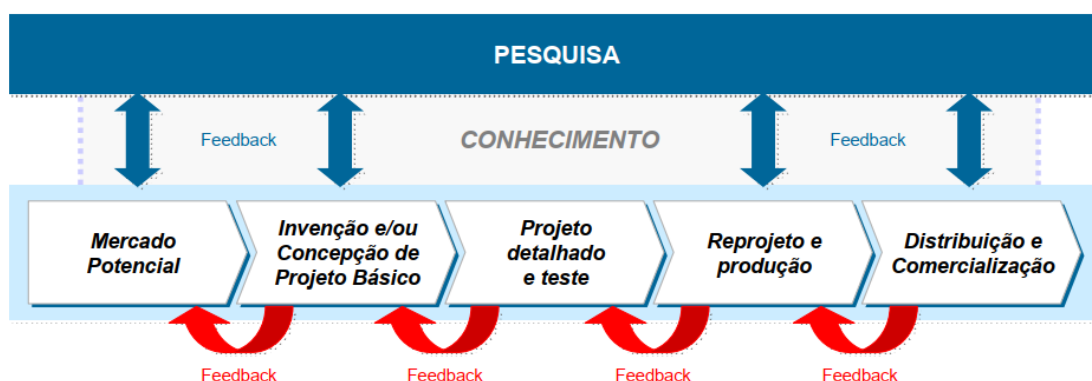 PESQUISA
Feedback
CONHECIMENTO
Feedback
Mercado
Potencial
Invenção e/ou
Concepção de
Projeto Básico
Projeto
detalhado
e teste
Reprojeto e
produção
Distribuição e
Comercialização
Feedback
Feedback
Feedback
Feedback